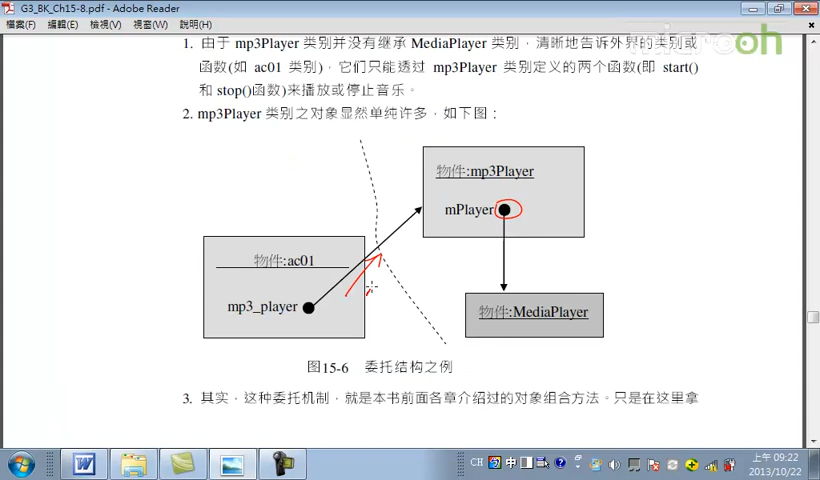 G3_BK_Ch15-8.pdf - Adobe Reader
檔案(F) 編輯(E) 檢視(V) 視窗(W) 說明(H)
microoh
1. 由于 mp3Player 类别并没有继承 MediaPlayer 类别，清晰地告诉外界的类别或
函数(如 ac01 类别)，它们只能透过 mp3Player 类别定义的两个函数(即 start()
和 stop()函数)来播放或停止音乐。
2. mp3Player 类别之对象显然单纯许多，如下图：
物件:mp3Player
mPlayer
物件:ac01
mp3_player
物件:MediaPlayer
图15-6 委托结构之例
3. 其实，这种委托机制，就是本书前面各章介绍过的对象组合方法。只是在这里拿
CH 中
上午 09:22
2013/10/22